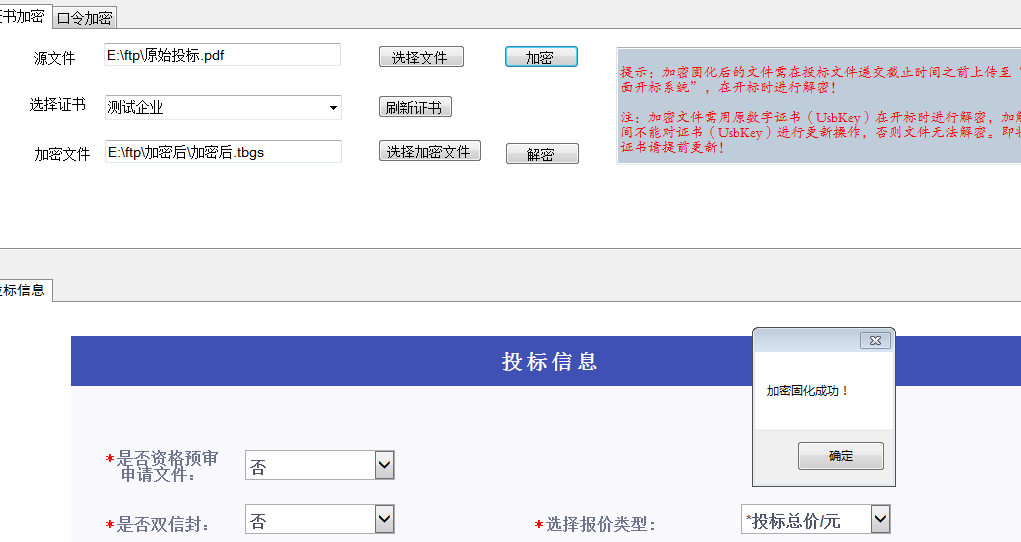 证书加密 口令加密
源文件 E:\ftp\原始投标.pdf 选择文件 加密
选择证书 测试企业 刷新证书
加密文件 E:\ftp\加密后\加密后.tbgs 选择加密文件 解密
提示：加密固化后的文件需在投标文件递交截止时间之前上传至“
面开标系统”，在开标时进行解密！
注：加密文件需用原数字证书（UsbKey）在开标时进行解密，加解
间不能对证书（UsbKey）进行更新操作，否则文件无法解密。即将
证书请提前更新！
投标信息
投标信息
加密固化成功！
确定
*是否资格预审
申请文件： 否
*是否双信封： 否 *选择报价类型： *投标总价/元